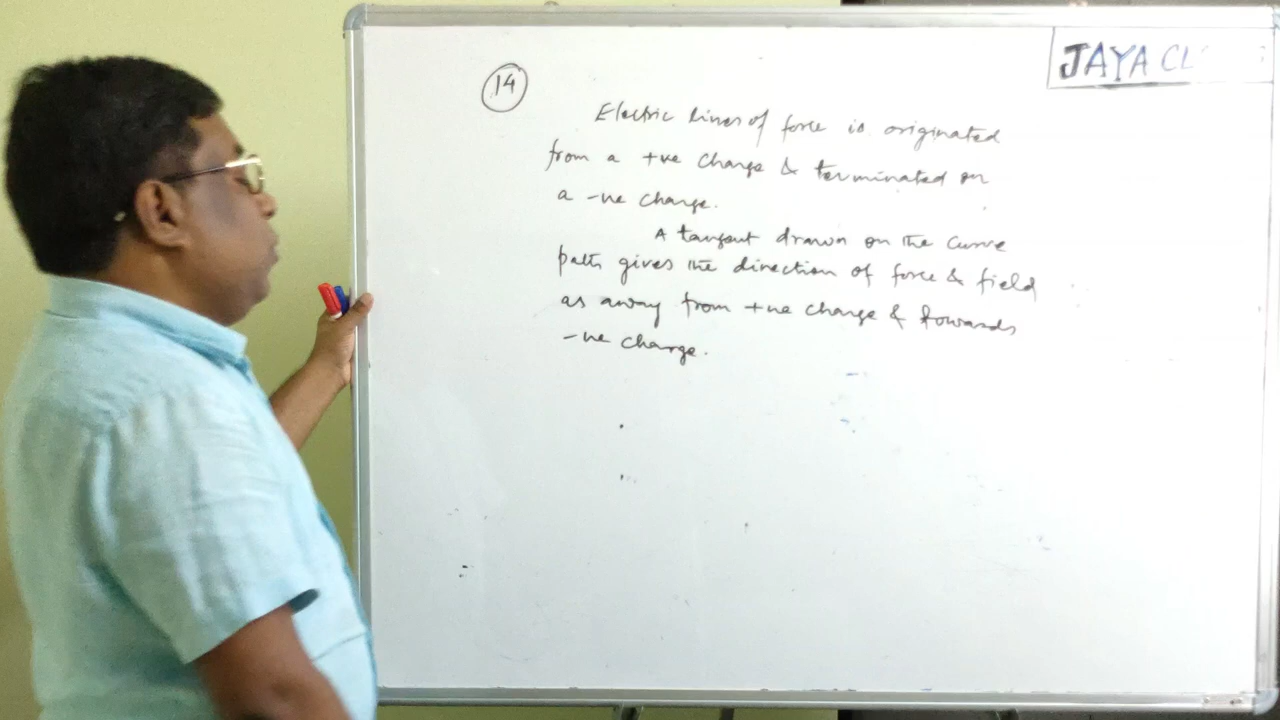 JAYA CL
14
Electric lines of force is originated
from a +ve charge & terminated on
a -ve charge.
A tangent drawn on the curve
path gives the direction of force & field
as away from +ve charge & towards
-ve charge.